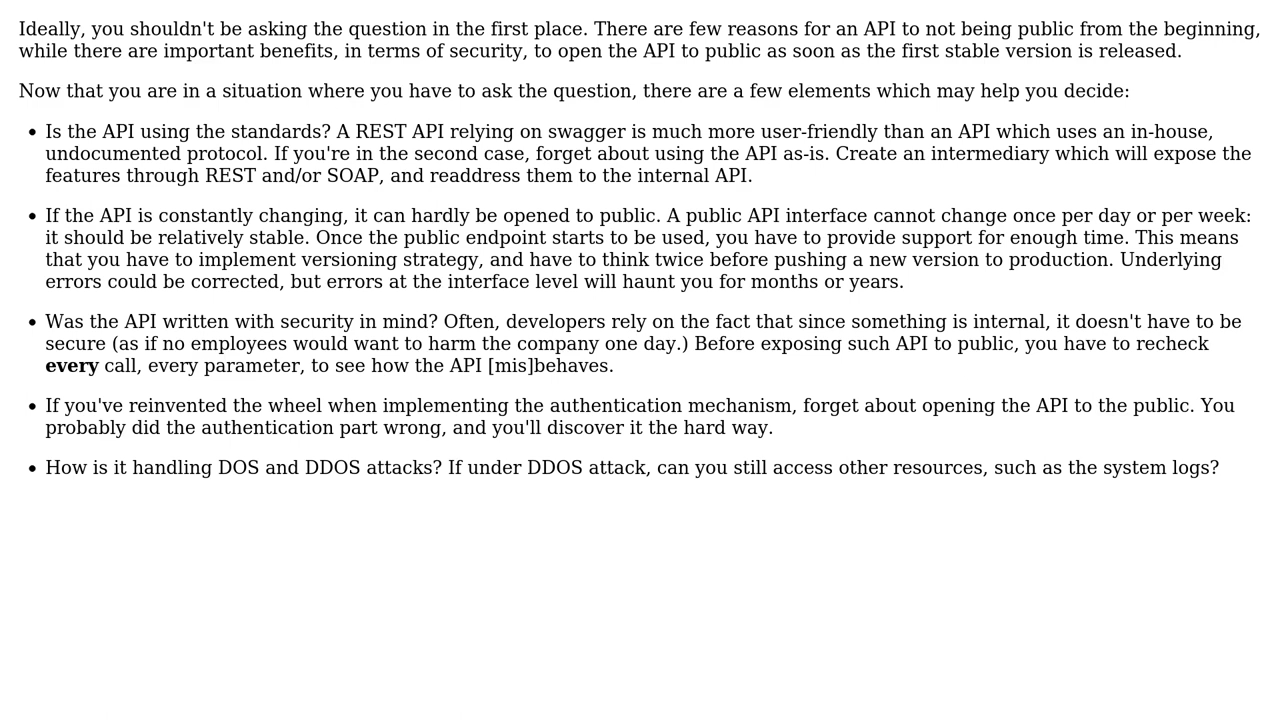 Ideally, you shouldn't be asking the question in the first place. There are few reasons for an API to not being public from the beginning,
while there are important benefits, in terms of security, to open the API to public as soon as the first stable version is released.
Now that you are in a situation where you have to ask the question, there are a few elements which may help you decide:
• Is the API using the standards? A REST API relying on swagger is much more user-friendly than an API which uses an in-house,
undocumented protocol. If you're in the second case, forget about using the API as-is. Create an intermediary which will expose the
features through REST and/or SOAP, and readdress them to the internal API.
• If the API is constantly changing, it can hardly be opened to public. A public API interface cannot change once per day or per week:
it should be relatively stable. Once the public endpoint starts to be used, you have to provide support for enough time. This means
that you have to implement versioning strategy, and have to think twice before pushing a new version to production. Underlying
errors could be corrected, but errors at the interface level will haunt you for months or years.
• Was the API written with security in mind? Often, developers rely on the fact that since something is internal, it doesn't have to be
secure (as if no employees would want to harm the company one day.) Before exposing such API to public, you have to recheck
every call, every parameter, to see how the API [mis]behaves.
• If you've reinvented the wheel when implementing the authentication mechanism, forget about opening the API to the public. You
probably did the authentication part wrong, and you'll discover it the hard way.
• How is it handling DOS and DDOS attacks? If under DDOS attack, can you still access other resources, such as the system logs?